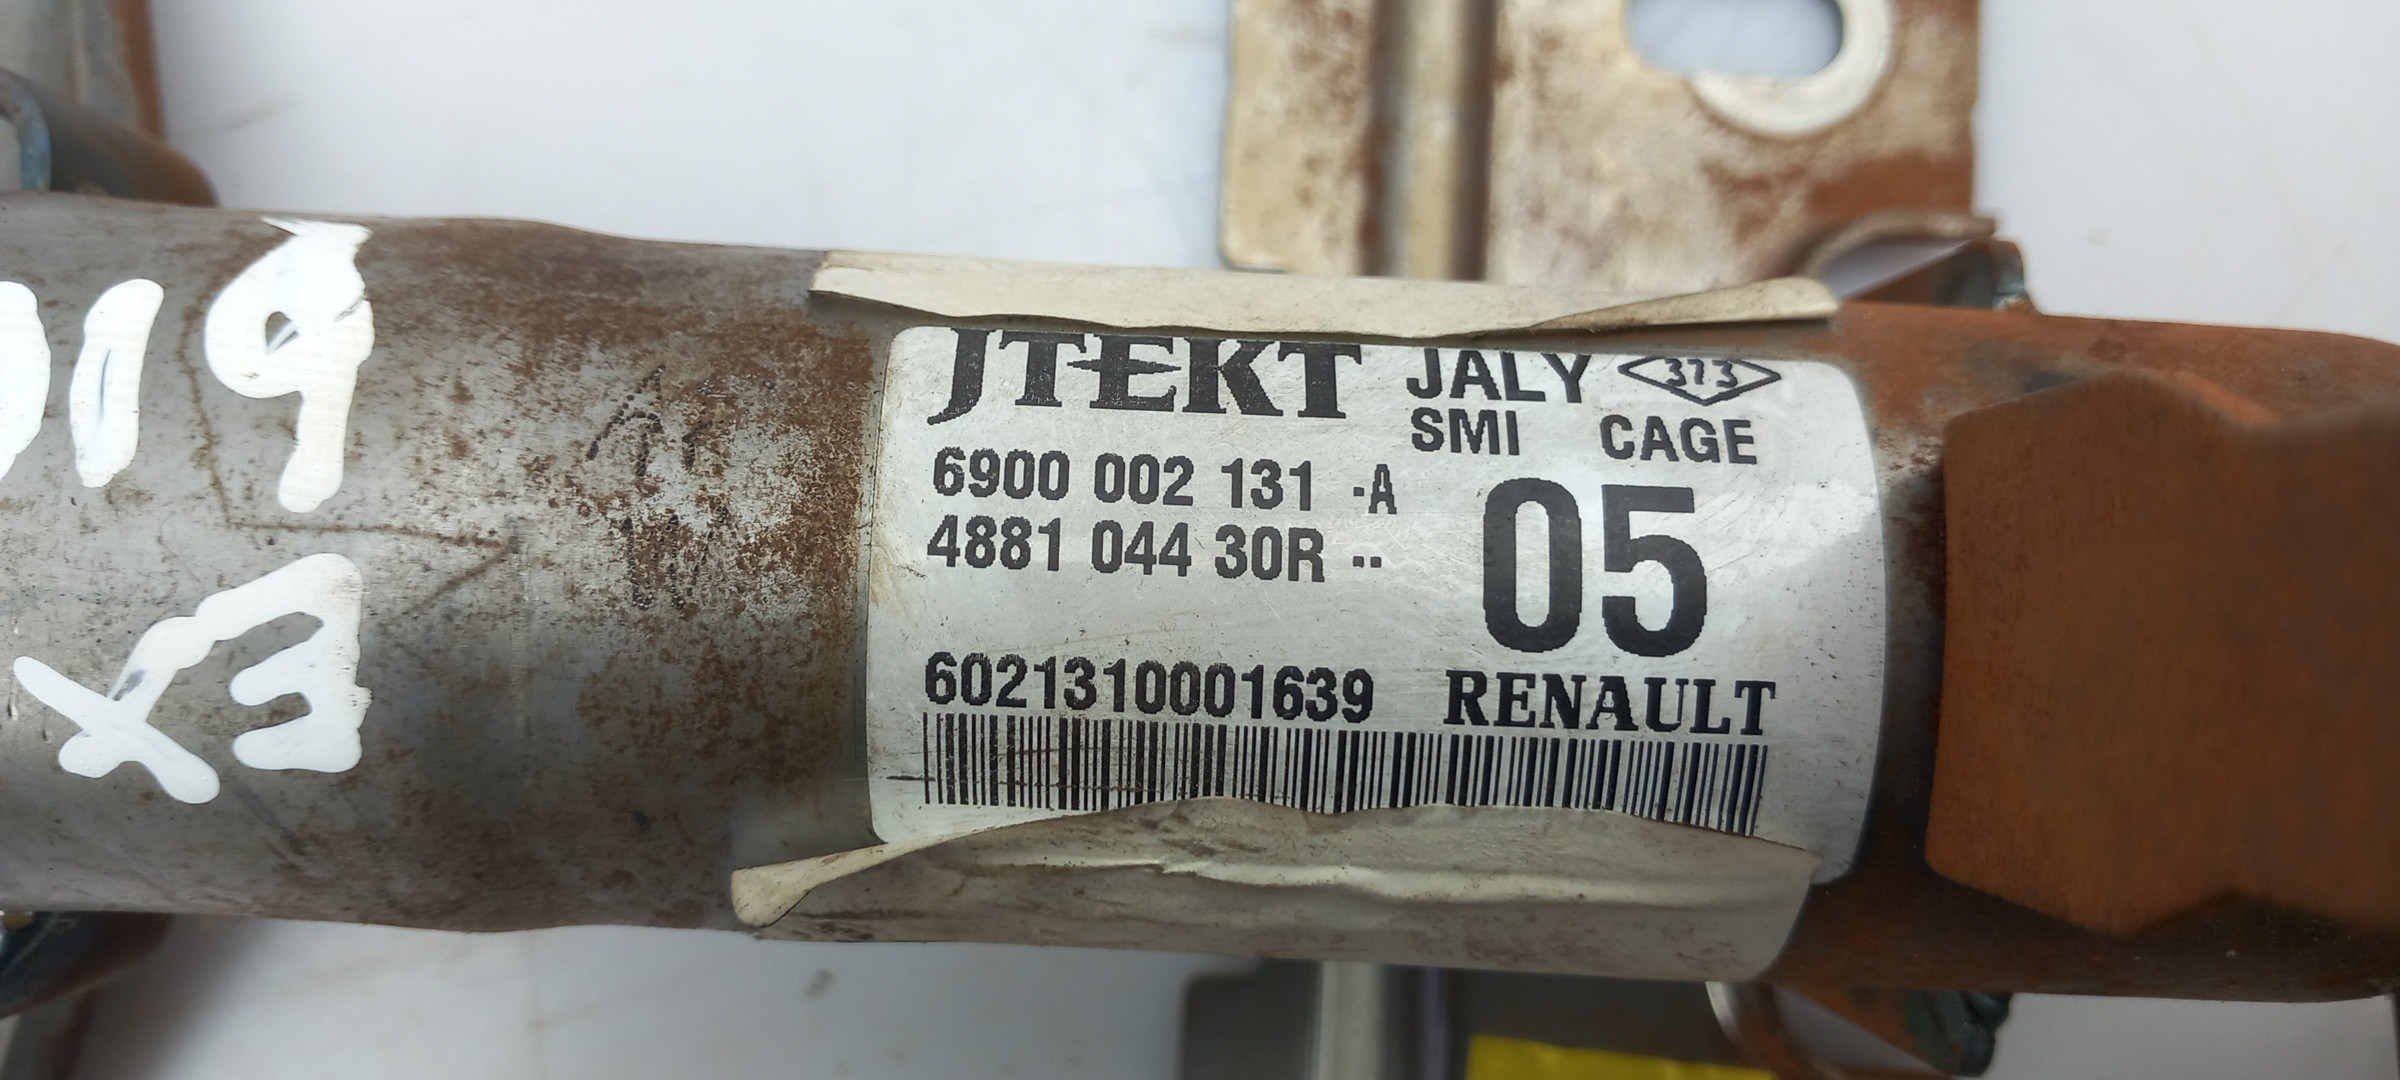 JTEKT JALY 373
SMI CAGE
6900 002 131 -A
4881 044 30R --
05
6021310001639 RENAULT